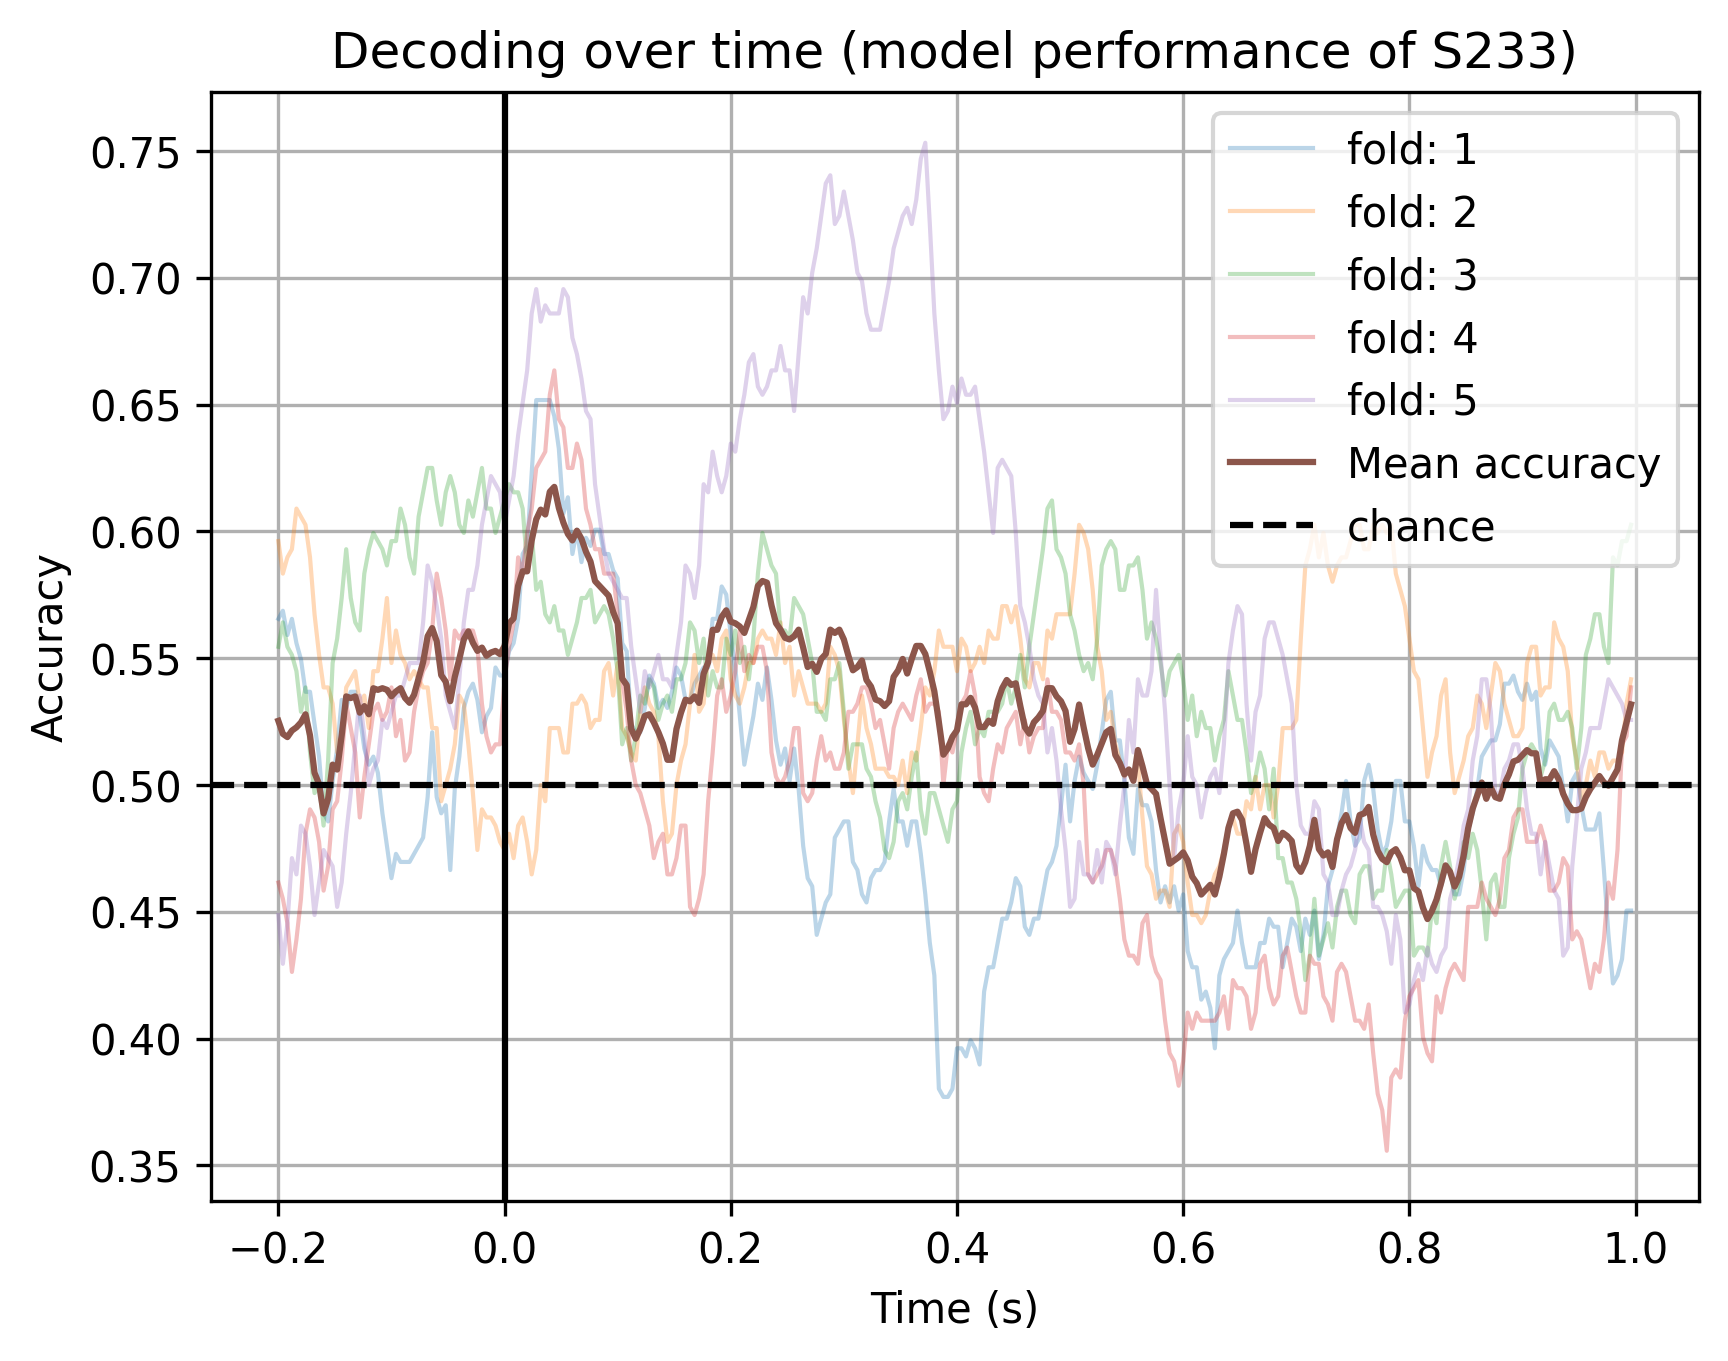 Decoding over time (model performance of S233)
Accuracy
0.75
0.70
0.65
0.60
0.55
0.50
0.45
0.40
0.35
fold: 1
fold: 2
fold: 3
fold: 4
fold: 5
Mean accuracy
chance
−0.2 0.0 0.2 0.4 0.6 0.8 1.0
Time (s)